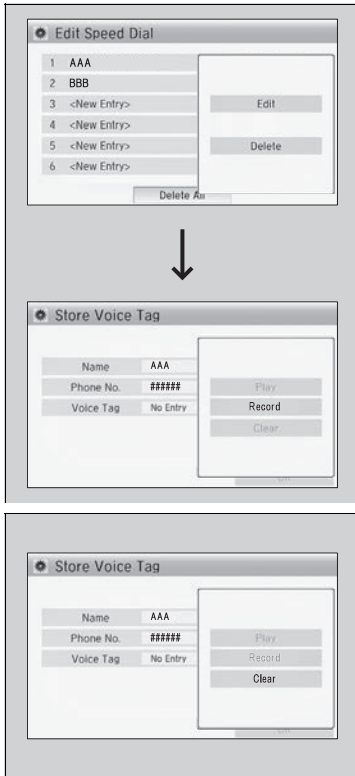 Edit Speed Dial
1 AAA
2 BBB
3 <New Entry>
4 <New Entry>
5 <New Entry>
6 <New Entry>
Edit
Delete
Delete All
Store Voice Tag
Name AAA
Phone No. ######
Voice Tag No Entry
Play
Record
Clear
Store Voice Tag
Name AAA
Phone No. ######
Voice Tag No Entry
Play
Record
Clear